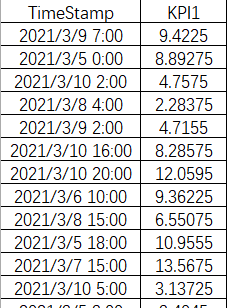 TimeStamp KPI1
2021/3/9 7:00 9.4225
2021/3/5 0:00 8.89275
2021/3/10 2:00 4.7575
2021/3/8 4:00 2.28375
2021/3/9 2:00 4.7155
2021/3/10 16:00 8.28575
2021/3/10 20:00 12.0595
2021/3/6 10:00 9.36225
2021/3/8 15:00 6.55075
2021/3/5 18:00 10.9555
2021/3/7 15:00 13.5675
2021/3/10 5:00 3.13725